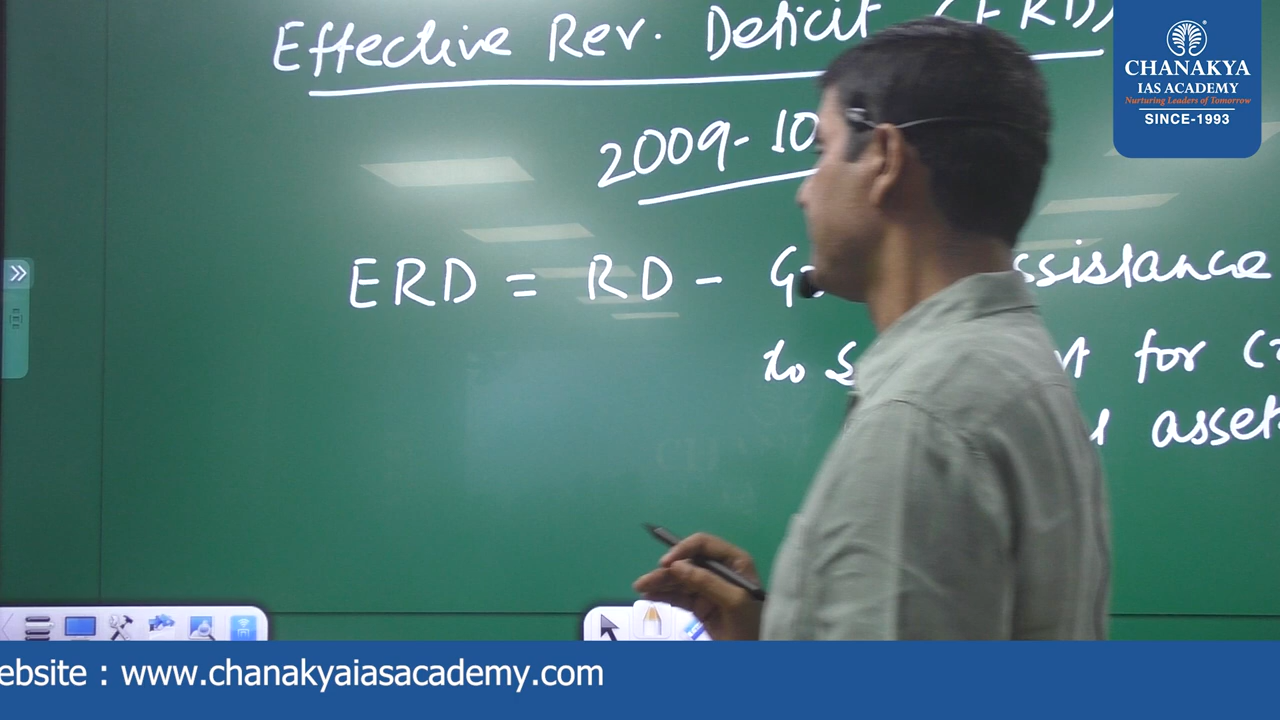 Effective Rev. Deficit (ERD)
2009-10
ERD = RD -
to
for
asset
CHANAKYA
IAS ACADEMY
Nurturing Leaders of Tomorrow
SINCE-1993
ebsite : www.chanakyaiasacademy.com